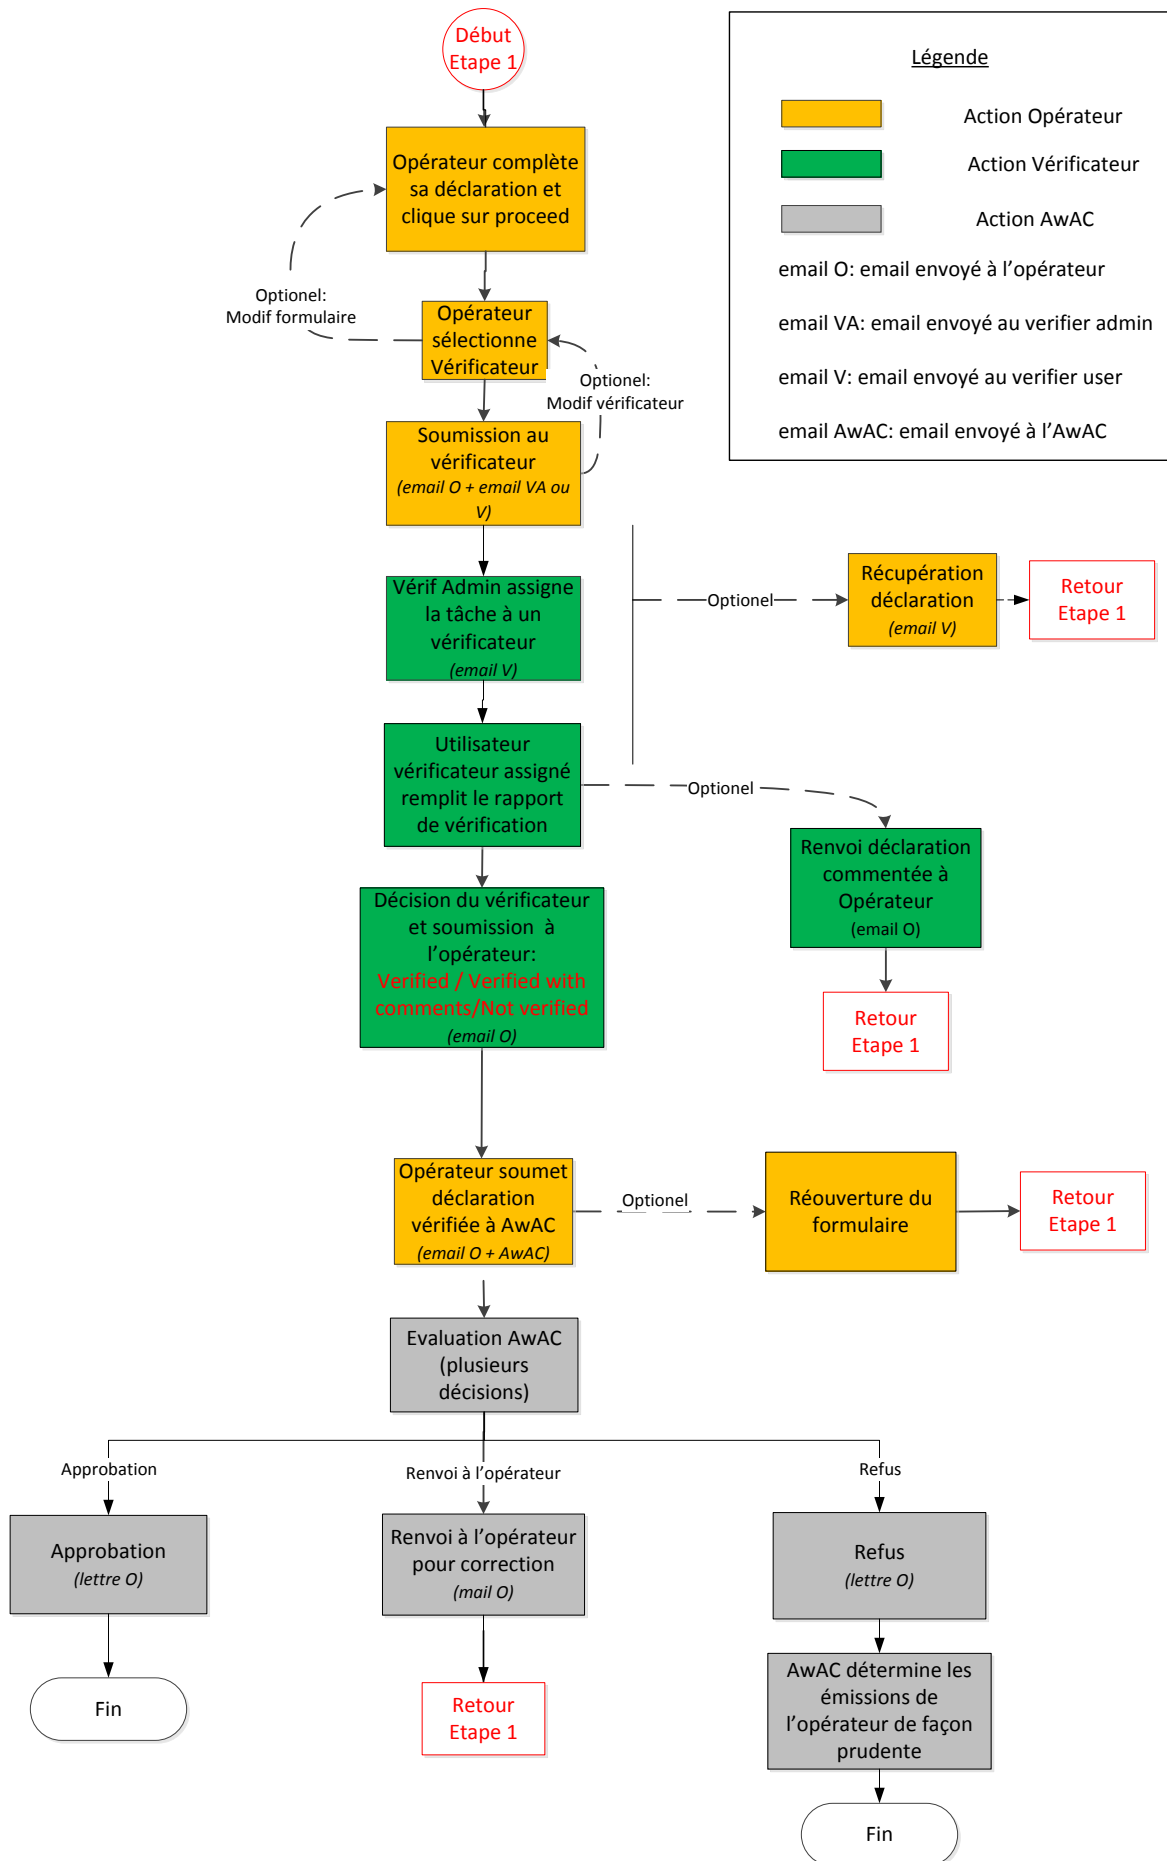 Début
Etape 1
Légende
Action Opérateur
Action Vérificateur
Action AwAC
email O: email envoyé à l'opérateur
email VA: email envoyé au verifier admin
email V: email envoyé au verifier user
email AwAC: email envoyé à l'AwAC
Opérateur complète
sa déclaration et
clique sur proceed
Optionel:
Modif formulaire
Opérateur
sélectionne
Vérificateur
Optionel:
Modif vérificateur
Soumission au
vérificateur
(email O + email VA ou
V)
Vérif Admin assigne
la tâche à un
vérificateur
(email V)
Optionel
Récupération
déclaration
(email V)
Retour
Etape 1
Utilisateur
vérificateur assigné
remplit le rapport
de vérification
Optionel
Renvoi déclaration
commentée à
Opérateur
(email O)
Retour
Etape 1
Décision du vérificateur
et soumission à
l'opérateur:
Verified / Verified with
comments/Not verified
(email O)
Opérateur soumet
déclaration
vérifiée à AwAC
(email O + AwAC)
Optionel
Réouverture du
formulaire
Retour
Etape 1
Evaluation AwAC
(plusieurs
décisions)
Approbation
Renvoi à l'opérateur
Refus
Approbation
(lettre O)
Renvoi à l'opérateur
pour correction
(mail O)
Refus
(lettre O)
Fin
Retour
Etape 1
AwAC détermine les
émissions de
l'opérateur de façon
prudente
Fin